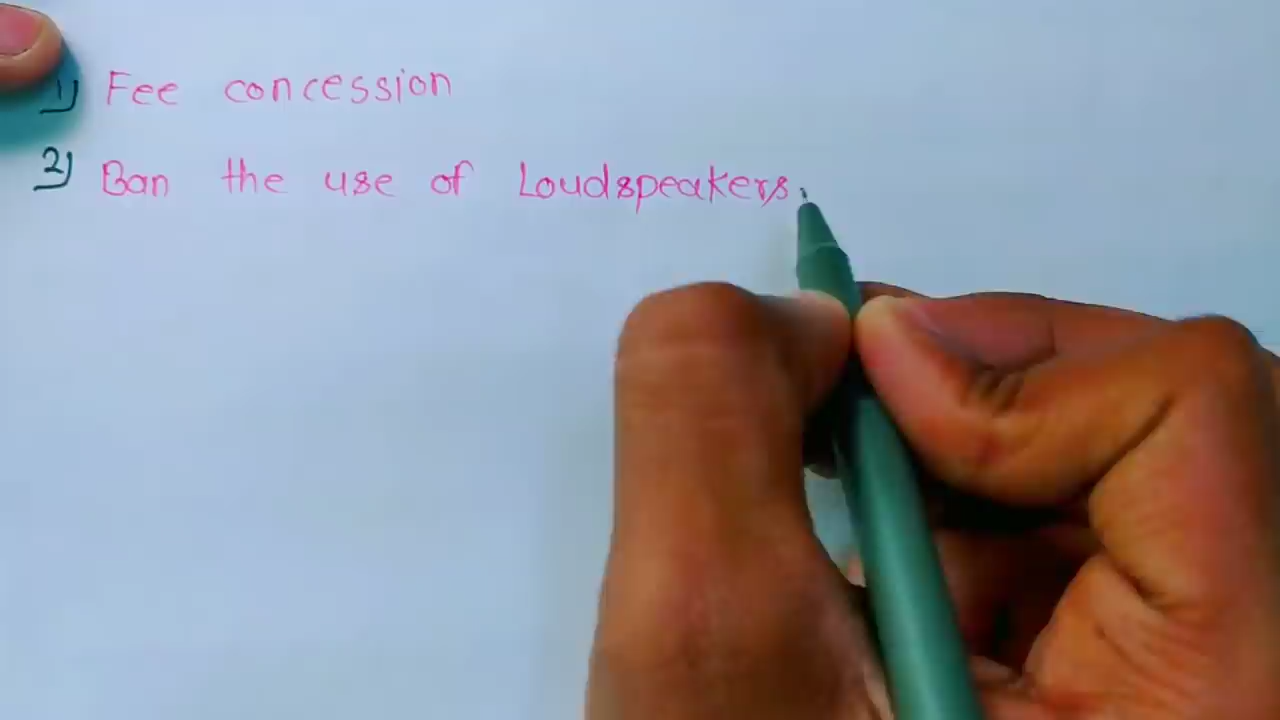 1) Fee concession
2) Ban the use of Loudspeakers.